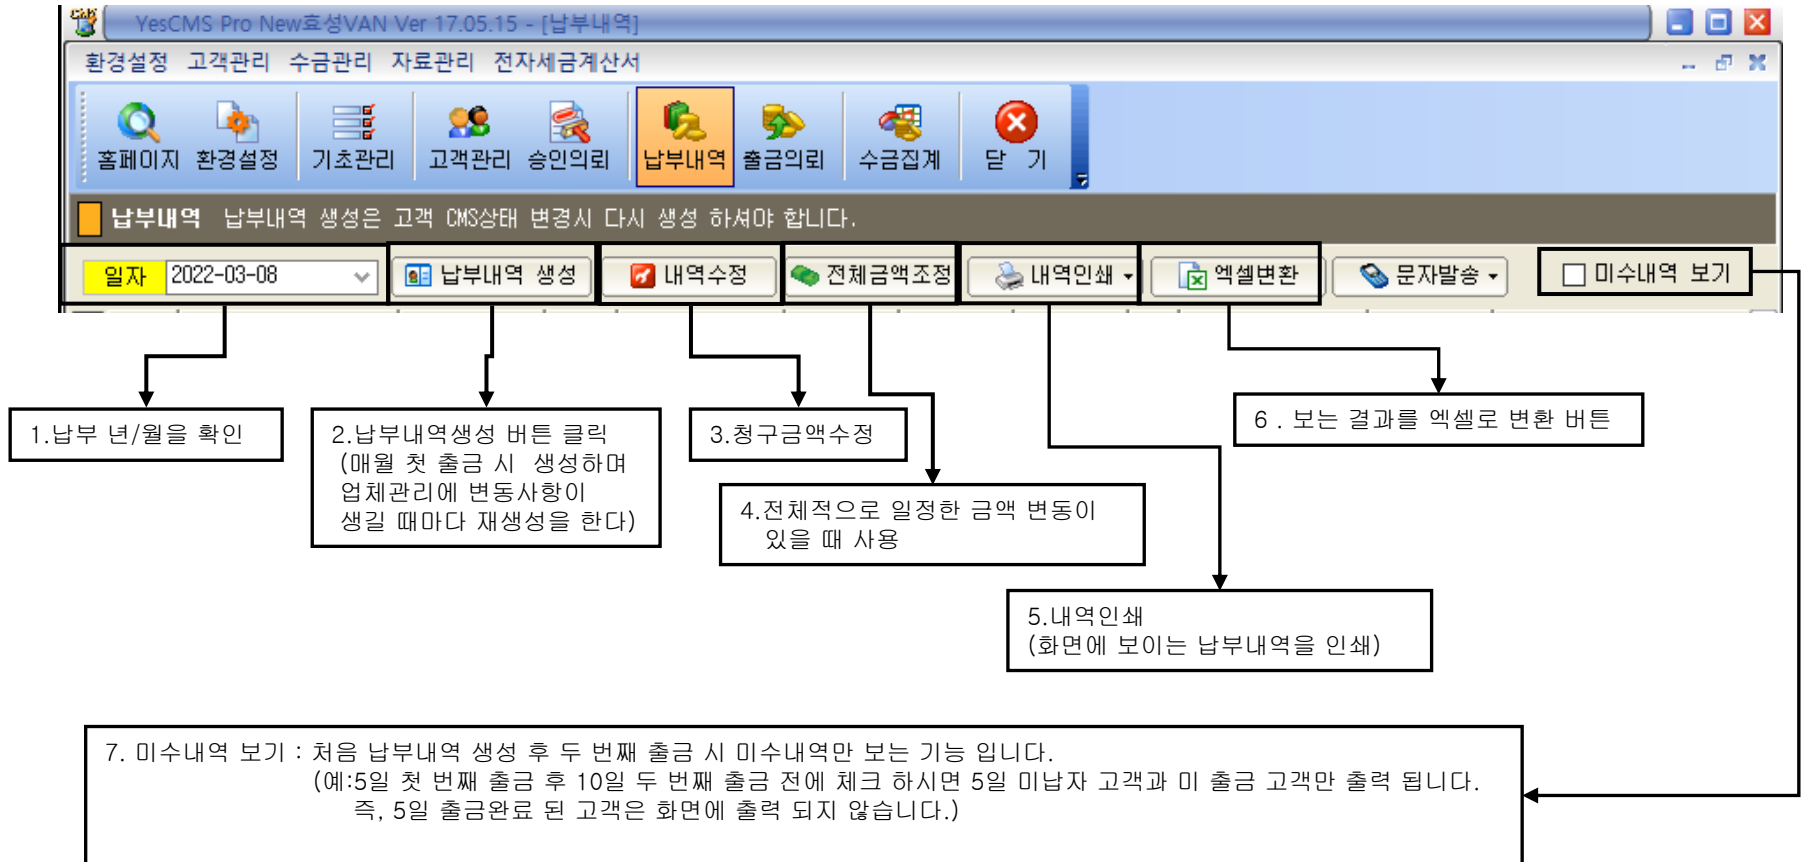 YesCMS Pro New효성VAN Ver 17.05.15 - [납부내역]
환경설정 고객관리 수금관리 자료관리 전자세금계산서
홈페이지 환경설정 기초관리 고객관리 승인의뢰 납부내역 출금의뢰 수금집계 닫 기
납부내역 납부내역 생성은 고객 CMS상태 변경시 다시 생성 하셔야 합니다.
일자 2022-03-08 납부내역 생성 내역수정 전체금액조정 내역인쇄 엑셀변환 문자발송 미수내역 보기
1.납부 년/월을 확인
2.납부내역생성 버튼 클릭
(매월 첫 출금 시 생성하며
업체관리에 변동사항이
생길 때마다 재생성을 한다)
3.청구금액수정
4.전체적으로 일정한 금액 변동이
있을 때 사용
5.내역인쇄
(화면에 보이는 납부내역을 인쇄)
6 . 보는 결과를 엑셀로 변환 버튼
7. 미수내역 보기 : 처음 납부내역 생성 후 두 번째 출금 시 미수내역만 보는 기능 입니다.
(예:5일 첫 번째 출금 후 10일 두 번째 출금 전에 체크 하시면 5일 미납자 고객과 미 출금 고객만 출력 됩니다.
즉, 5일 출금완료 된 고객은 화면에 출력 되지 않습니다.)